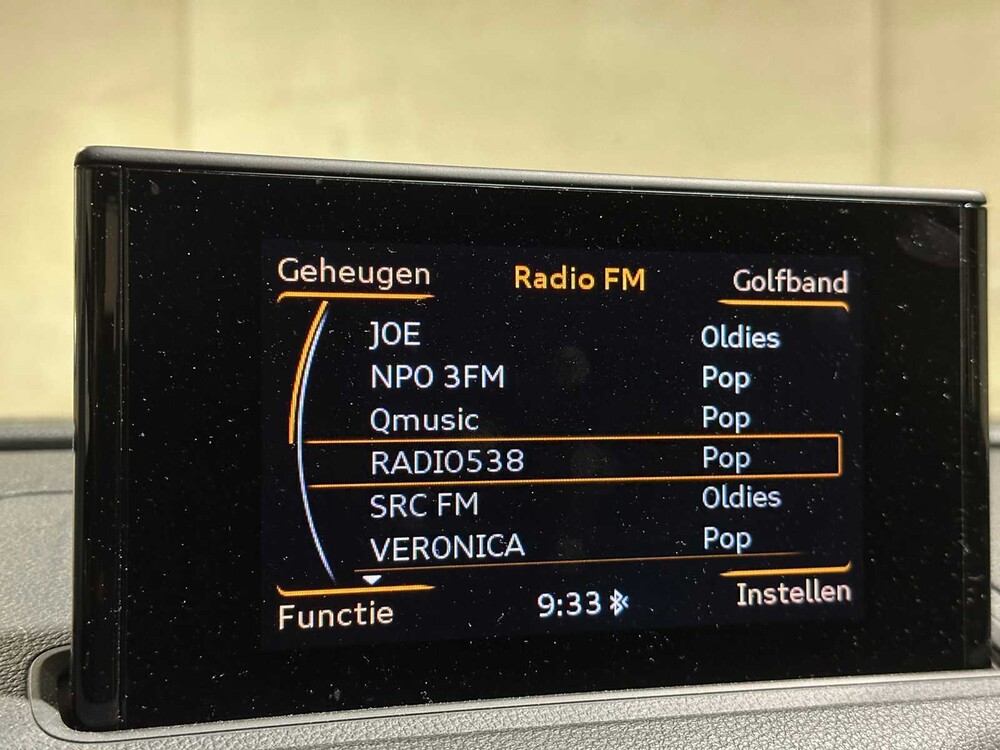 Geheugen Radio FM Golfband
JOE Oldies
NPO 3FM Pop
Qmusic Pop
RADIO538 Pop
SRC FM Oldies
VERONICA Pop
Functie 9:33 Instellen